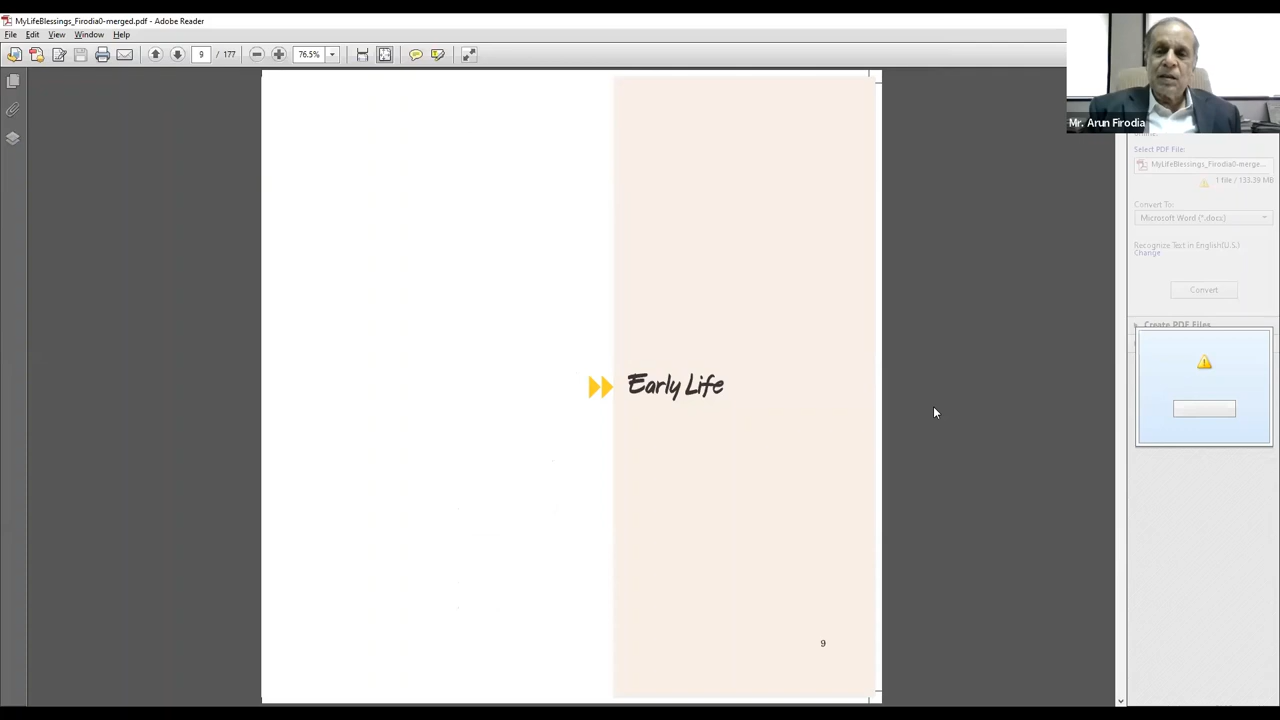 MyLifeBlessings_Firodia0-merged.pdf - Adobe Reader
File Edit View Window Help
9 / 177 76.5%
Mr. Arun Firodia
Select PDF File:
MyLifeBlessings_Firodia0-merge...
1 file / 133.39 MB
Convert To:
Microsoft Word (*.docx)
Recognize Text in English(U.S.)
Change
Convert
Create PDF Files
Early Life
9